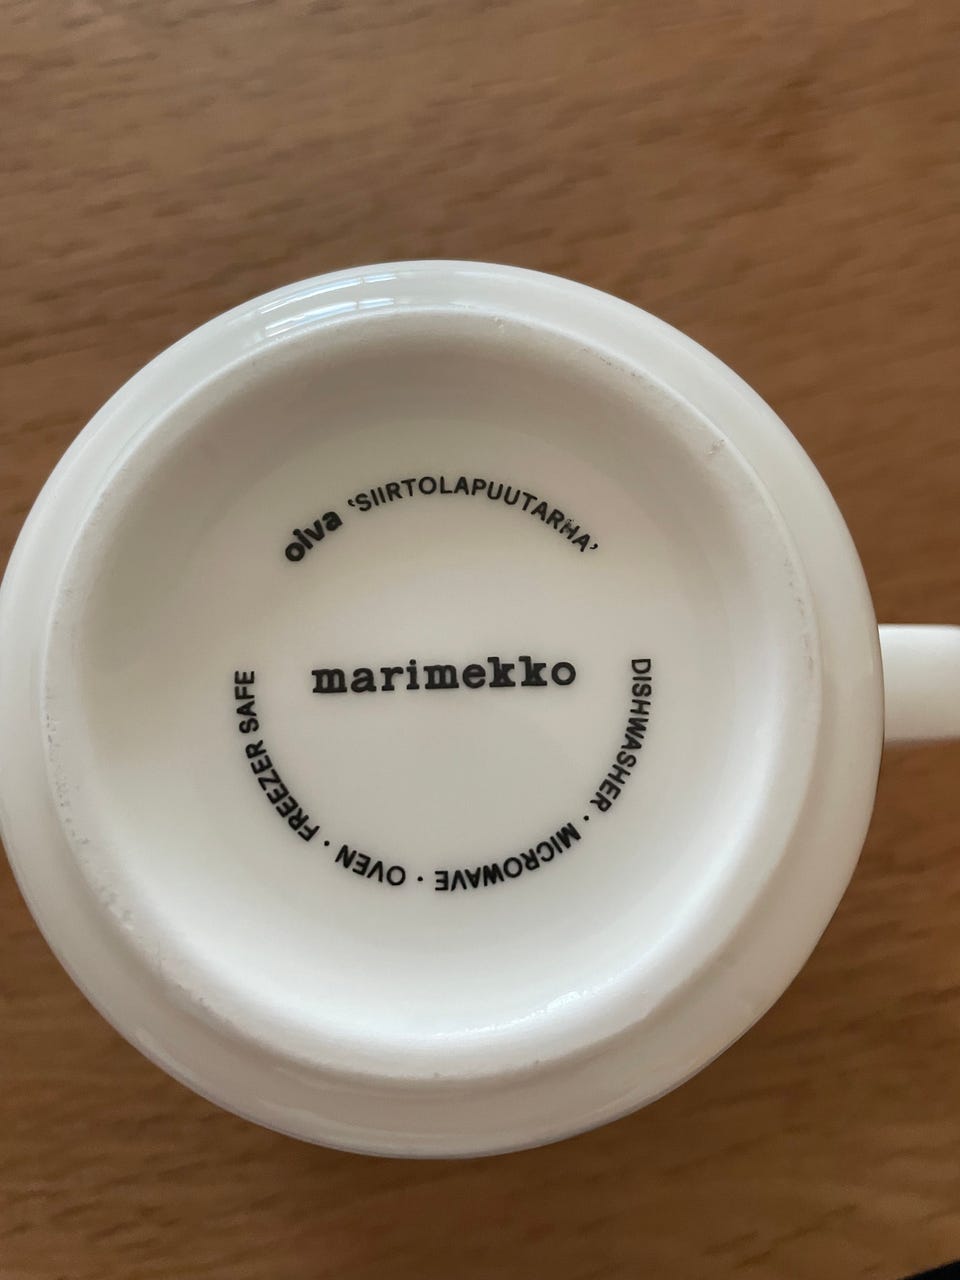 oiva ‘SIIRTOLAPUUTARHA’
marimekko
DISHWASHER · MICROWAVE · OVEN · FREEZER SAFE